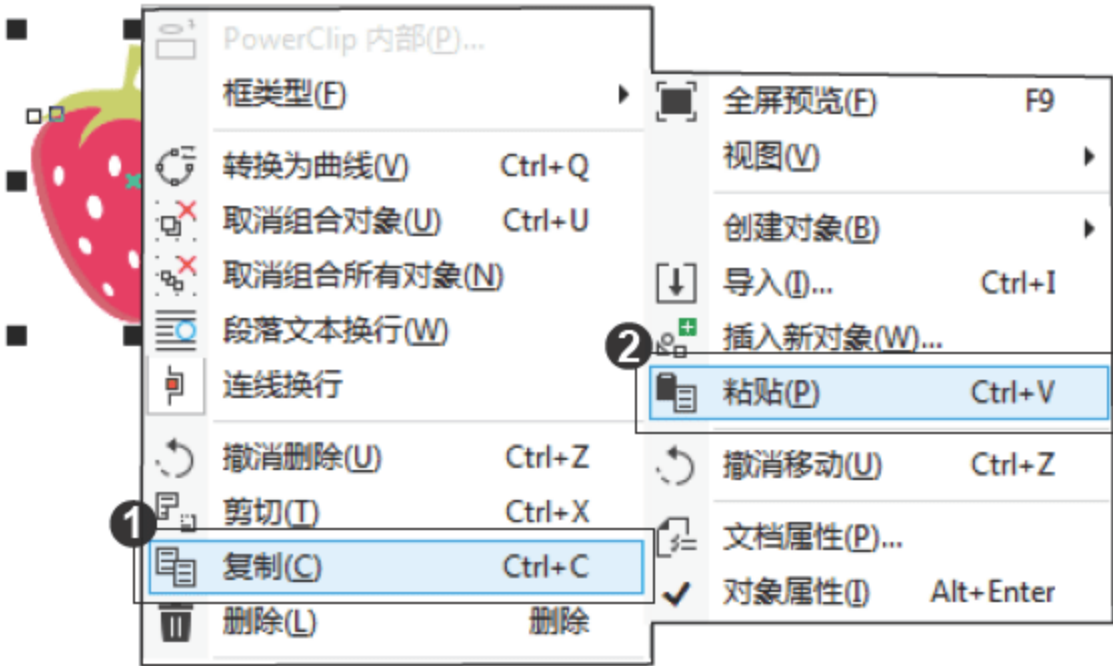 PowerClip 内部(P)...
框类型(F)
转换为曲线(V) Ctrl+Q
取消组合对象(U) Ctrl+U
取消组合所有对象(N)
段落文本换行(W)
连线换行
撤消删除(U) Ctrl+Z
1
剪切(T) Ctrl+X
复制(C) Ctrl+C
删除(L) 删除
全屏预览(F) F9
视图(V)
创建对象(B)
导入(I)... Ctrl+I
2
插入新对象(W)...
粘贴(P) Ctrl+V
撤消移动(U) Ctrl+Z
文档属性(P)...
对象属性(I) Alt+Enter